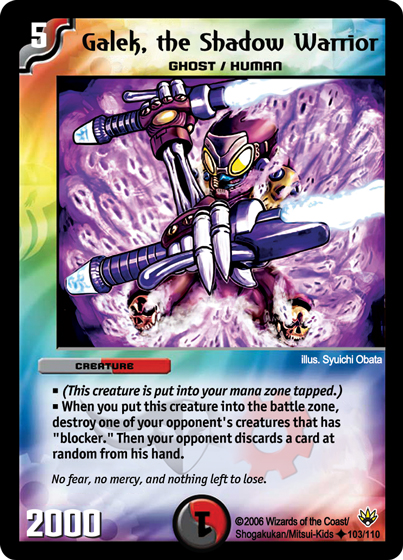 5
Galek, the Shadow Warrior
GHOST / HUMAN
illus. Syuichi Obata
CREATURE
▪ (This creature is put into your mana zone tapped.)
▪ When you put this creature into the battle zone,
destroy one of your opponent's creatures that has
"blocker." Then your opponent discards a card at
random from his hand.
No fear, no mercy, and nothing left to lose.
2000
1
©2006 Wizards of the Coast/
Shogakukan/Mitsui-Kids ◆ 103/110